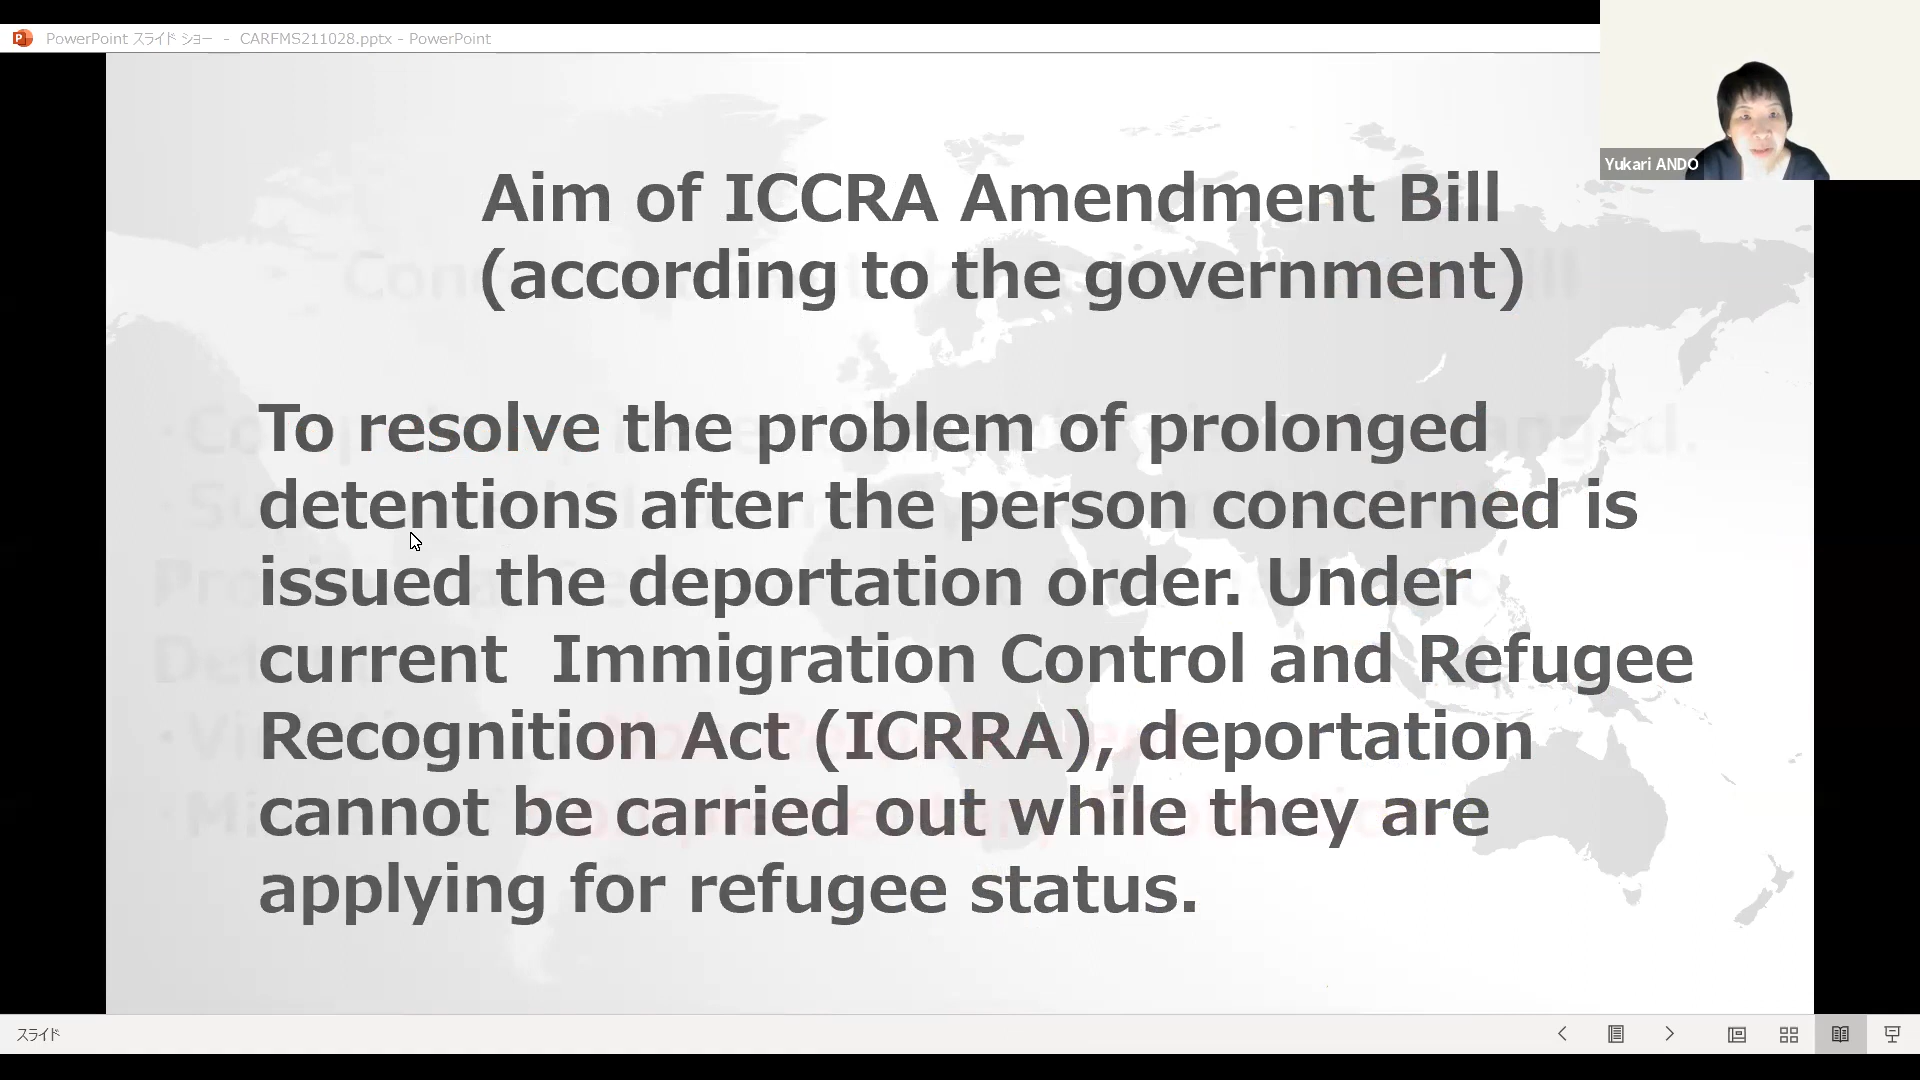 PowerPoint スライド ショー - CARFMS211028.pptx - PowerPoint
Yukari ANDO
Aim of ICCRA Amendment Bill
(according to the government)
To resolve the problem of prolonged
detentions after the person concerned is
issued the deportation order. Under
current Immigration Control and Refugee
Recognition Act (ICRRA), deportation
cannot be carried out while they are
applying for refugee status.
スライド